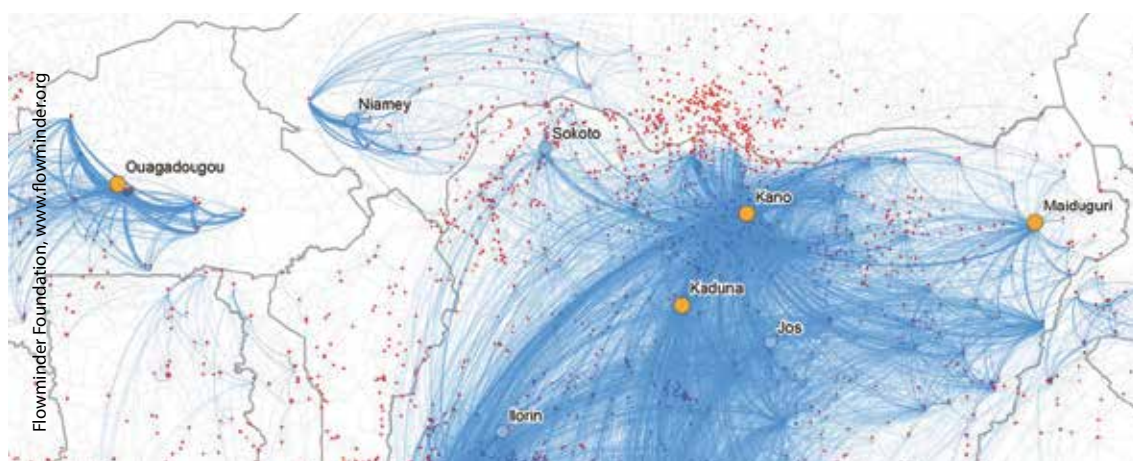 Flowminder Foundation, www.flowminder.org
Niamey
Sokoto
Ouagadougou
Kano
Maiduguri
Kaduna
Jos
Ilorin